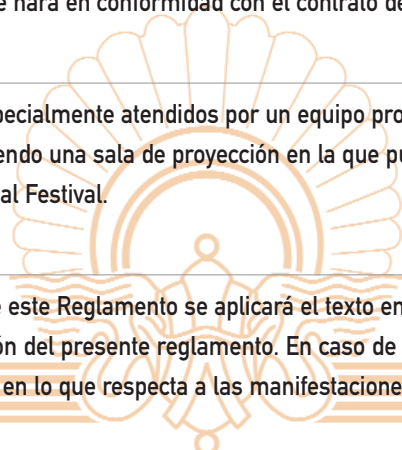 e hará en conformidad con el contrato de
pecialmente atendidos por un equipo pro
endo una sala de proyección en la que pu
al Festival.
e este Reglamento se aplicará el texto en
ón del presente reglamento. En caso de
en lo que respecta a las manifestacione